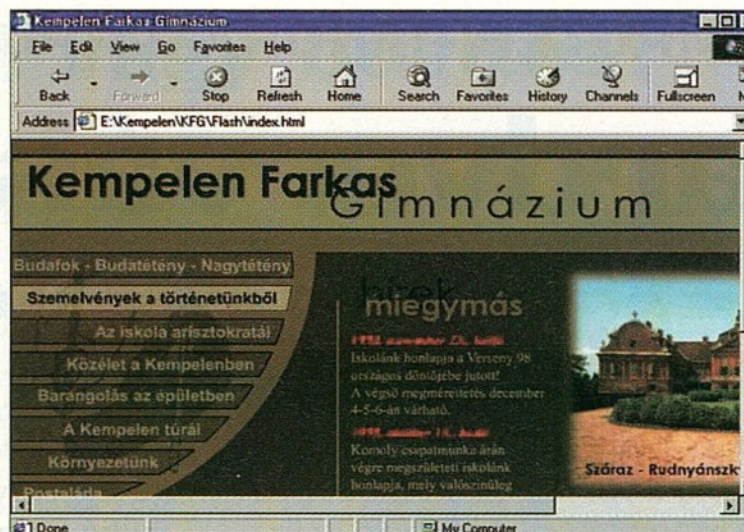 Kempelen Farkas Gimnázium
File Edit View Go Favorites Help
Back Forward Stop Refresh Home Search Favorites History Channels Fullscreen
Address E:\Kempelen\KFG\Flash\index.html
Kempelen Farkas
Gimnázium
Budafok - Budatétény - Nagytétény
Szemelvények a történetünkből
Az iskola arisztokratái
Közélet a Kempelenben
Barangolás az épületben
A Kempelen túrái
Környezetünk
Postaláda
hírek
miegymás
Iskolánk honlapja a Verseny 98
országos döntőjébe jutott!
A végső megmérettetés december
4-5-6-án várható.
Komoly csapatmunka árán
végre megszületett iskolánk
honlapja, mely valószínűleg
Száraz - Rudnyánszk
Done
My Computer